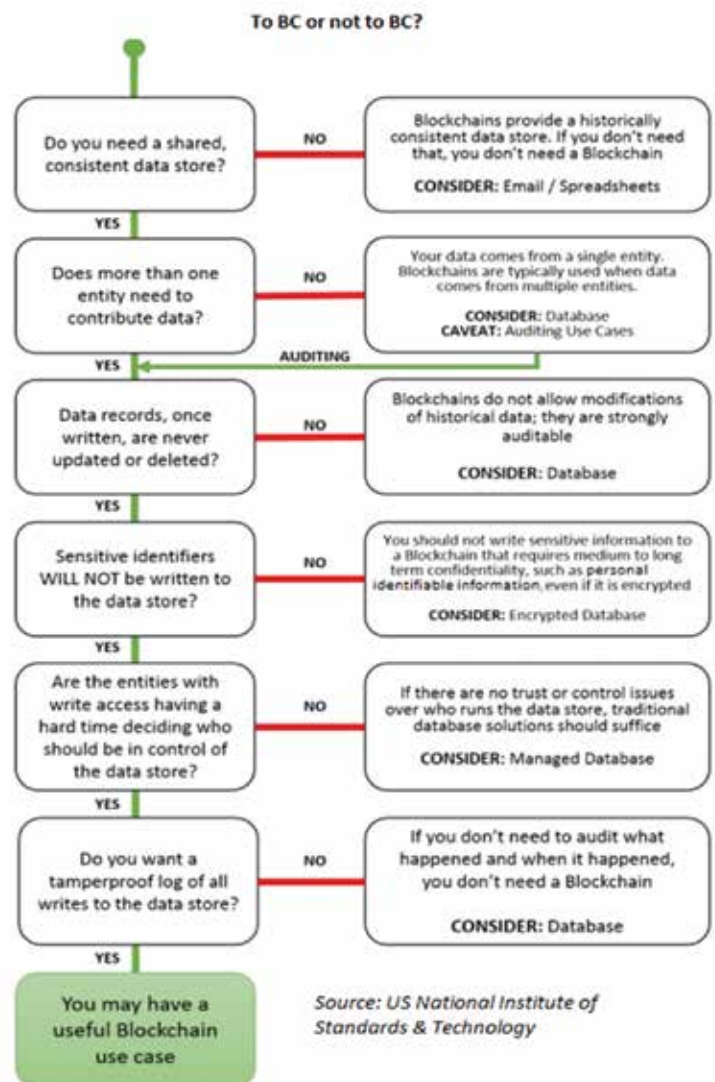 To BC or not to BC?
Do you need a shared,
consistent data store?
NO
Blockchains provide a historically
consistent data store. If you don't need
that, you don't need a Blockchain
CONSIDER: Email / Spreadsheets
YES
Does more than one
entity need to
contribute data?
NO
Your data comes from a single entity.
Blockchains are typically used when data
comes from multiple entities.
CONSIDER: Database
CAVEAT: Auditing Use Cases
AUDITING
YES
Data records, once
written, are never
updated or deleted?
NO
Blockchains do not allow modifications
of historical data; they are strongly
auditable
CONSIDER: Database
YES
Sensitive identifiers
WILL NOT be written to
the data store?
NO
You should not write sensitive information to
a Blockchain that requires medium to long
term confidentiality, such as personal
identifiable information, even if it is encrypted
CONSIDER: Encrypted Database
YES
Are the entities with
write access having a
hard time deciding who
should be in control of
the data store?
NO
If there are no trust or control issues
over who runs the data store, traditional
database solutions should suffice
CONSIDER: Managed Database
YES
Do you want a
tamperproof log of all
writes to the data store?
NO
If you don't need to audit what
happened and when it happened,
you don't need a Blockchain
CONSIDER: Database
YES
You may have a
useful Blockchain
use case
Source: US National Institute of
Standards & Technology